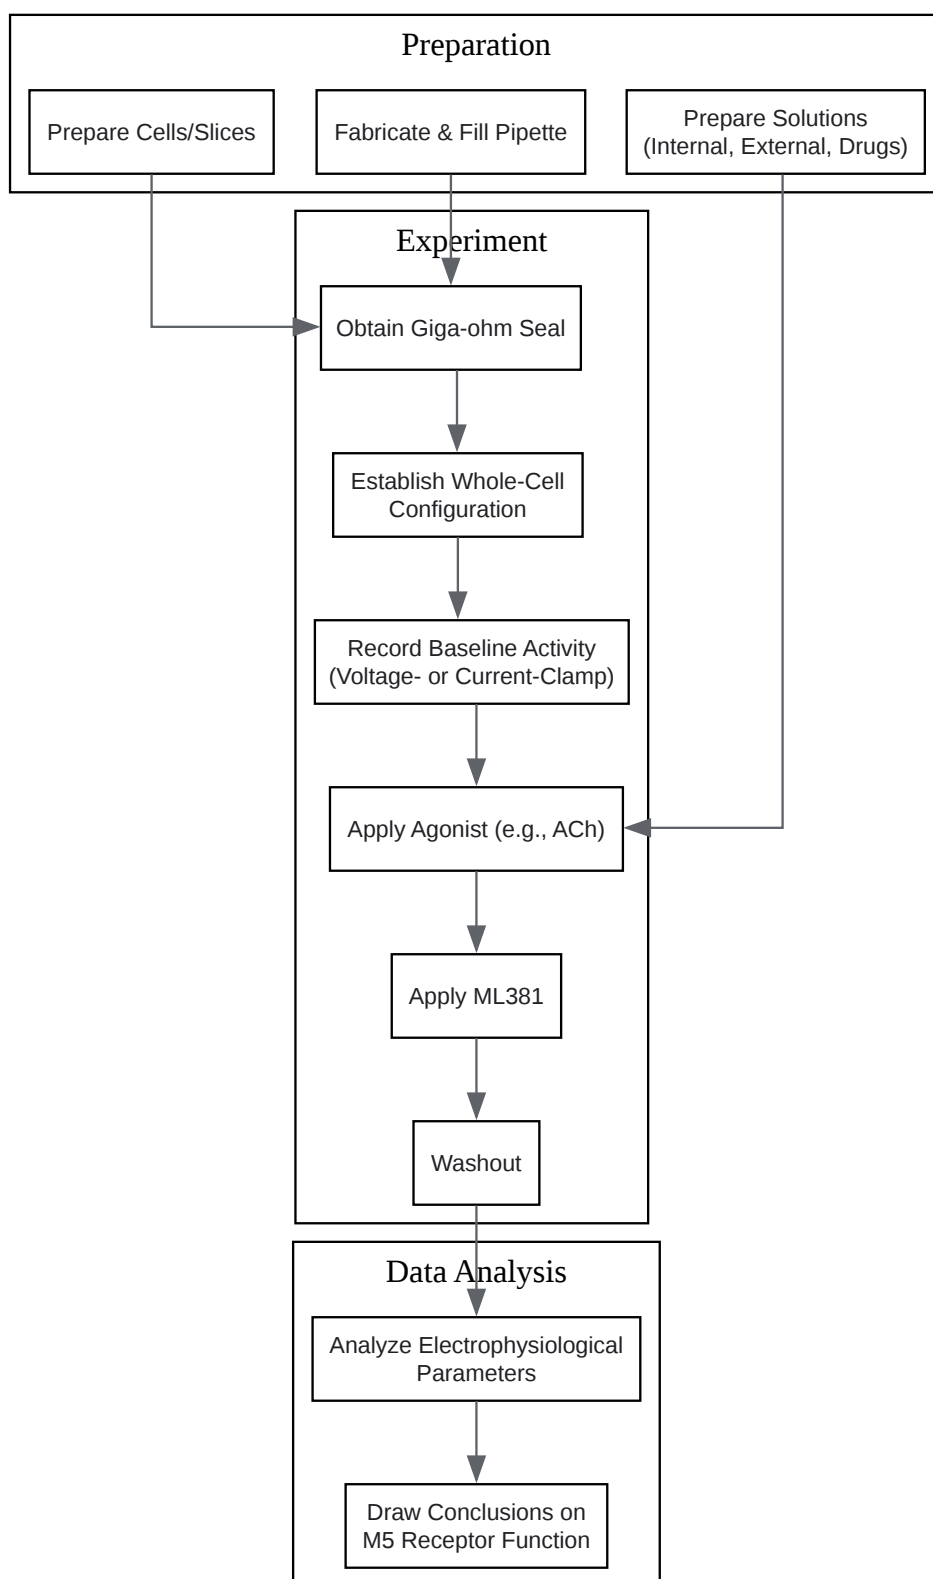 Preparation
Prepare Cells/Slices
Fabricate & Fill Pipette
Prepare Solutions
(Internal, External, Drugs)
Experiment
Obtain Giga-ohm Seal
Establish Whole-Cell
Configuration
Record Baseline Activity
(Voltage- or Current-Clamp)
Apply Agonist (e.g., ACh)
Apply ML381
Washout
Data Analysis
Analyze Electrophysiological
Parameters
Draw Conclusions on
M5 Receptor Function